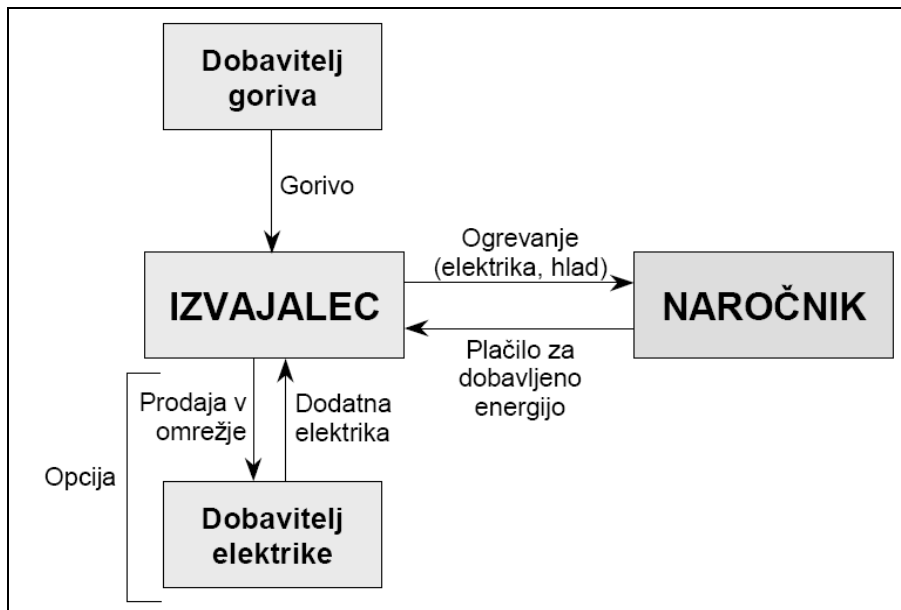 Dobavitelj
goriva
Gorivo
Ogrevanje
(elektrika, hlad)
IZVAJALEC
NAROČNIK
Plačilo za
dobavljeno
energijo
Prodaja v
omrežje
Dodatna
elektrika
Opcija
Dobavitelj
elektrike